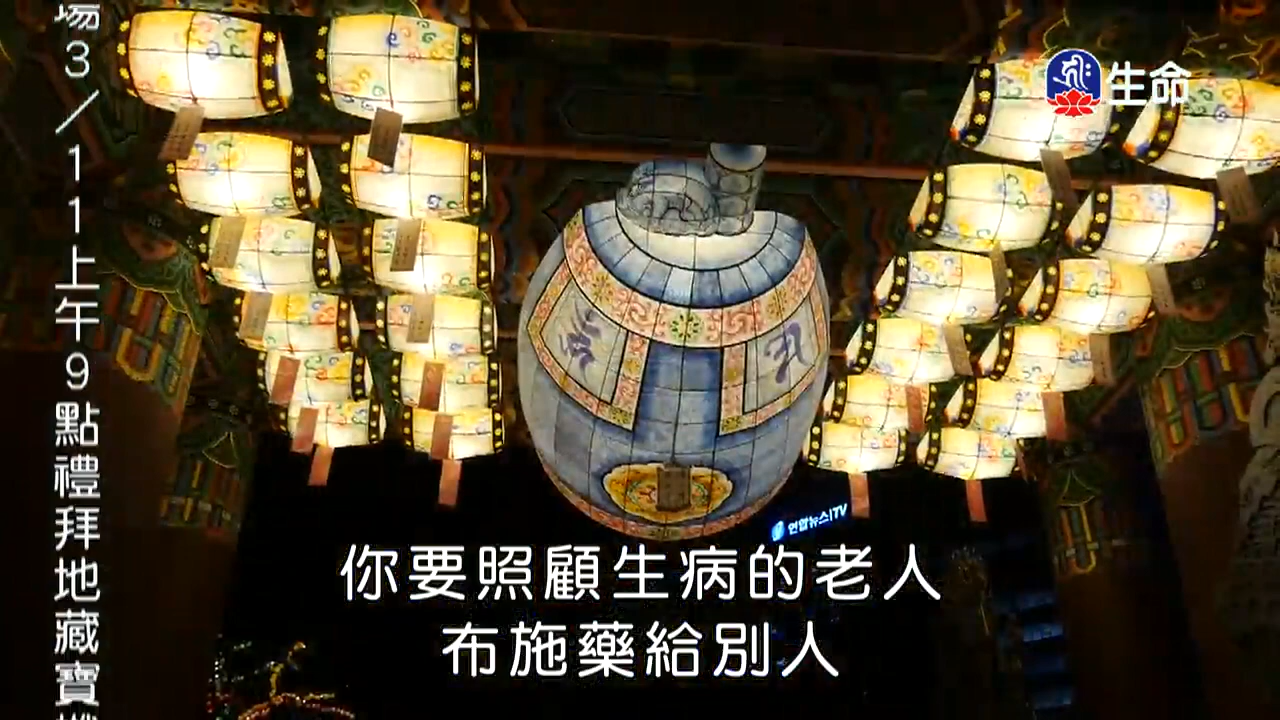 場3/11上午9點禮拜地藏寶
生命
연합뉴스TV
你要照顧生病的老人
布施藥給別人